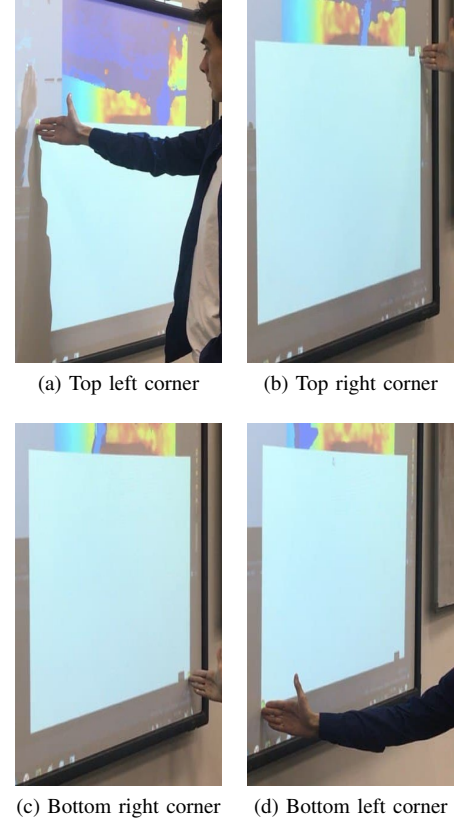 (a) Top left corner
(b) Top right corner
(c) Bottom right corner
(d) Bottom left corner